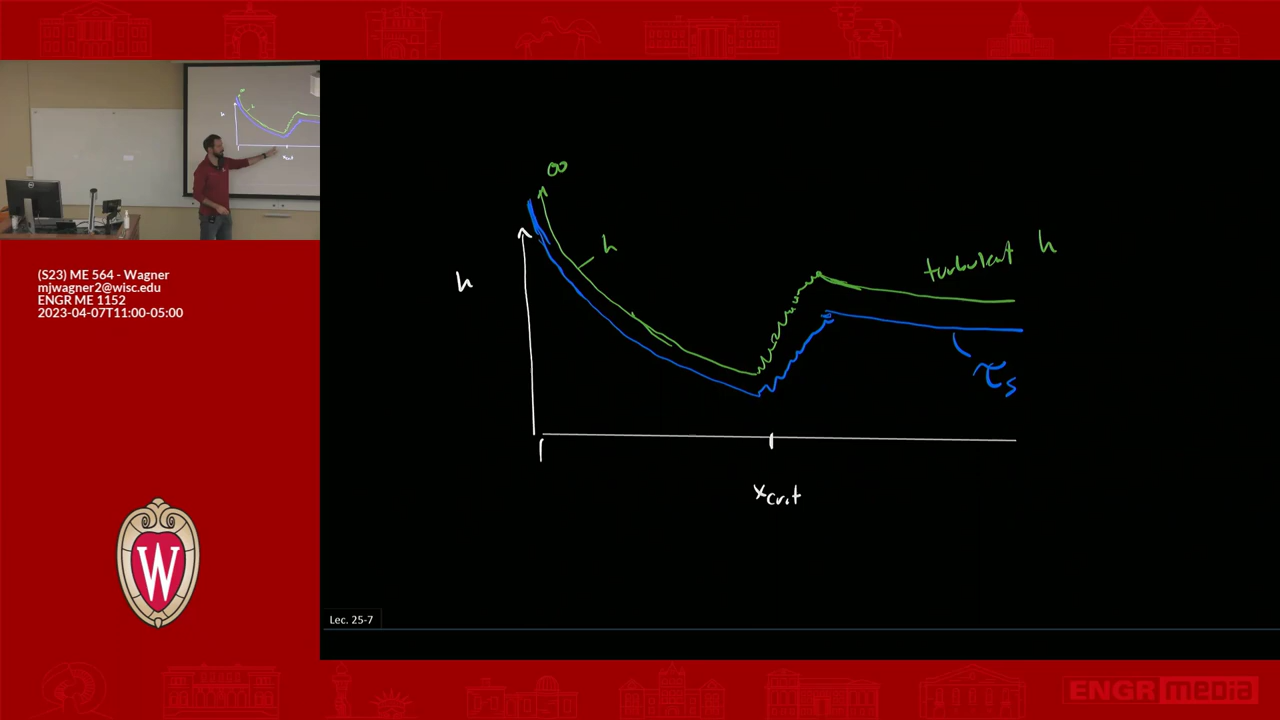 (S23) ME 564 - Wagner
mjwagner2@wisc.edu
ENGR ME 1152
2023-04-07T11:00-05:00
W
∞
h
h
turbulent h
τs
xcrit
Lec. 25-7
ENGR media